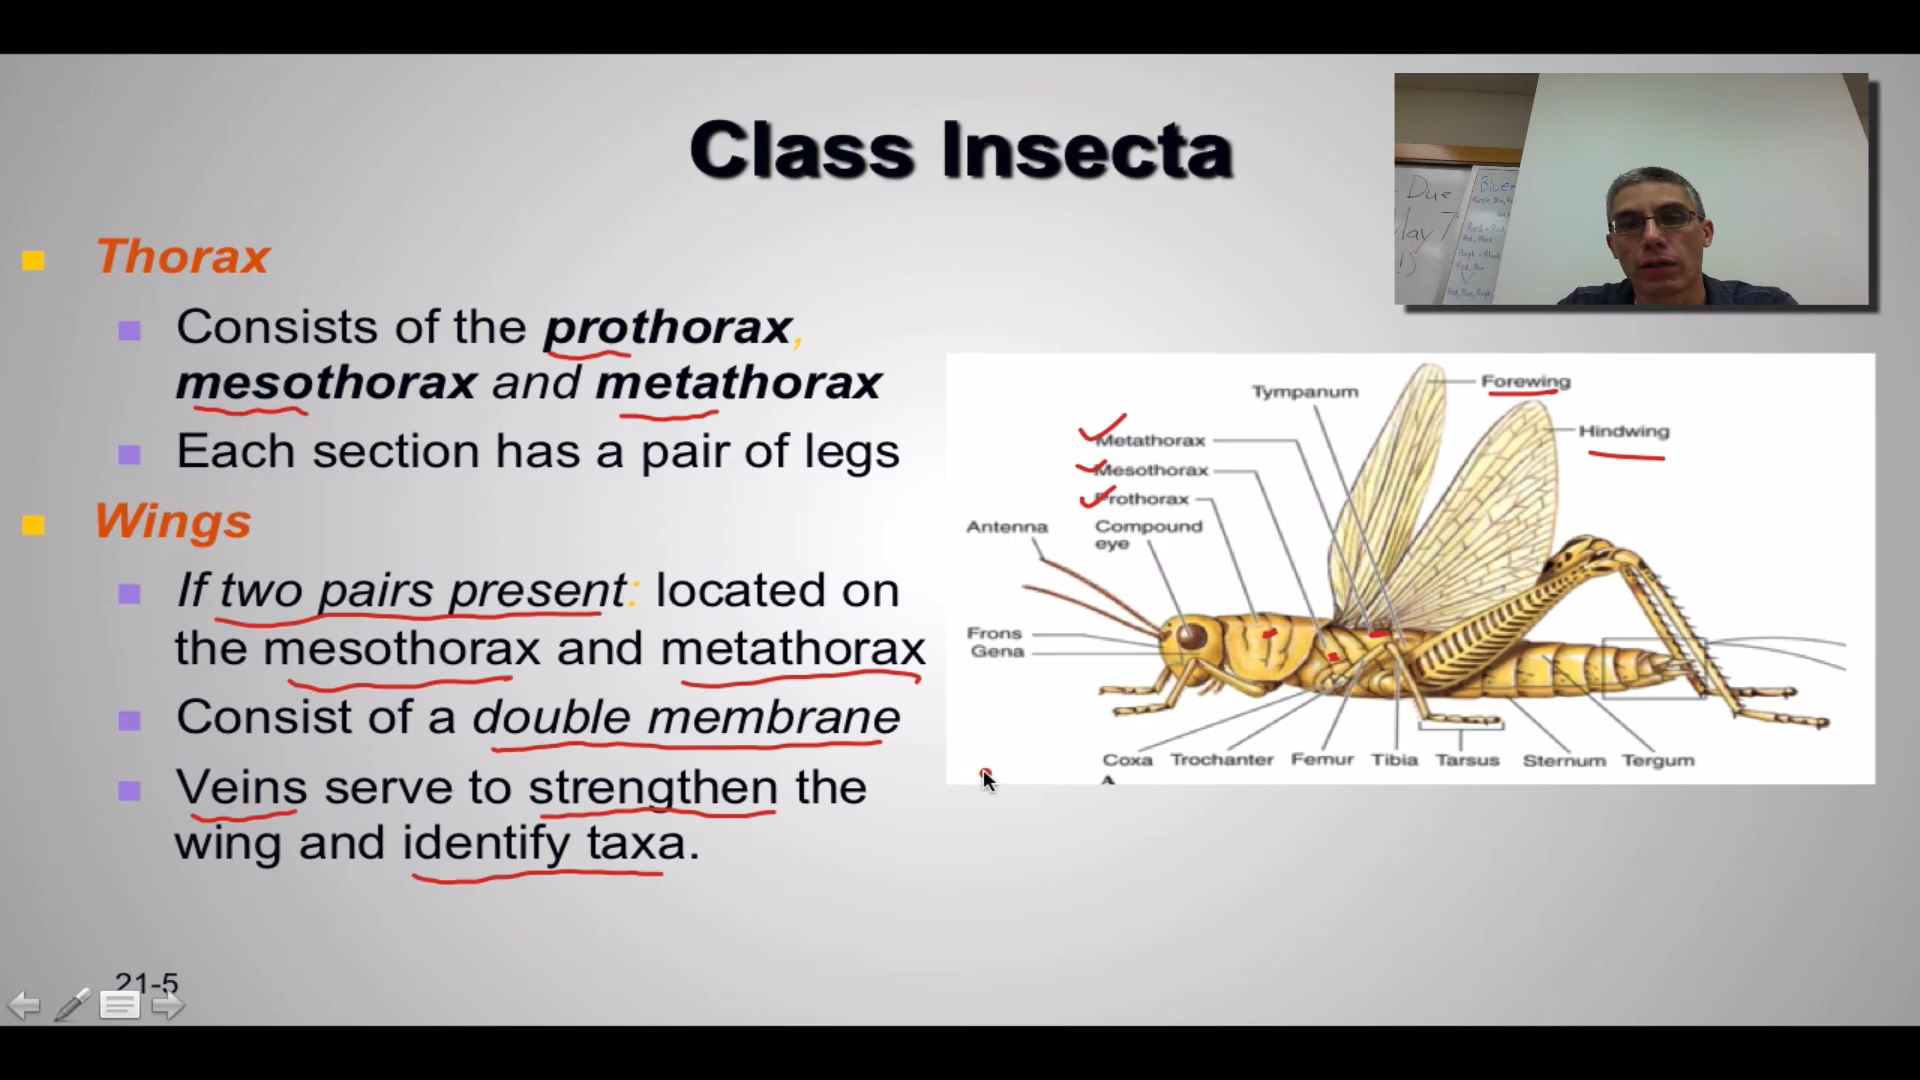 Class Insecta
Thorax
Consists of the prothorax,
mesothorax and metathorax
Each section has a pair of legs
Wings
If two pairs present: located on
the mesothorax and metathorax
Consist of a double membrane
Veins serve to strengthen the
wing and identify taxa.
21-5
Due
Blue
Tympanum
Forewing
Hindwing
Metathorax
Mesothorax
Prothorax
Antenna
Compound
eye
Frons
Gena
Coxa Trochanter Femur Tibia Tarsus Sternum Tergum
A